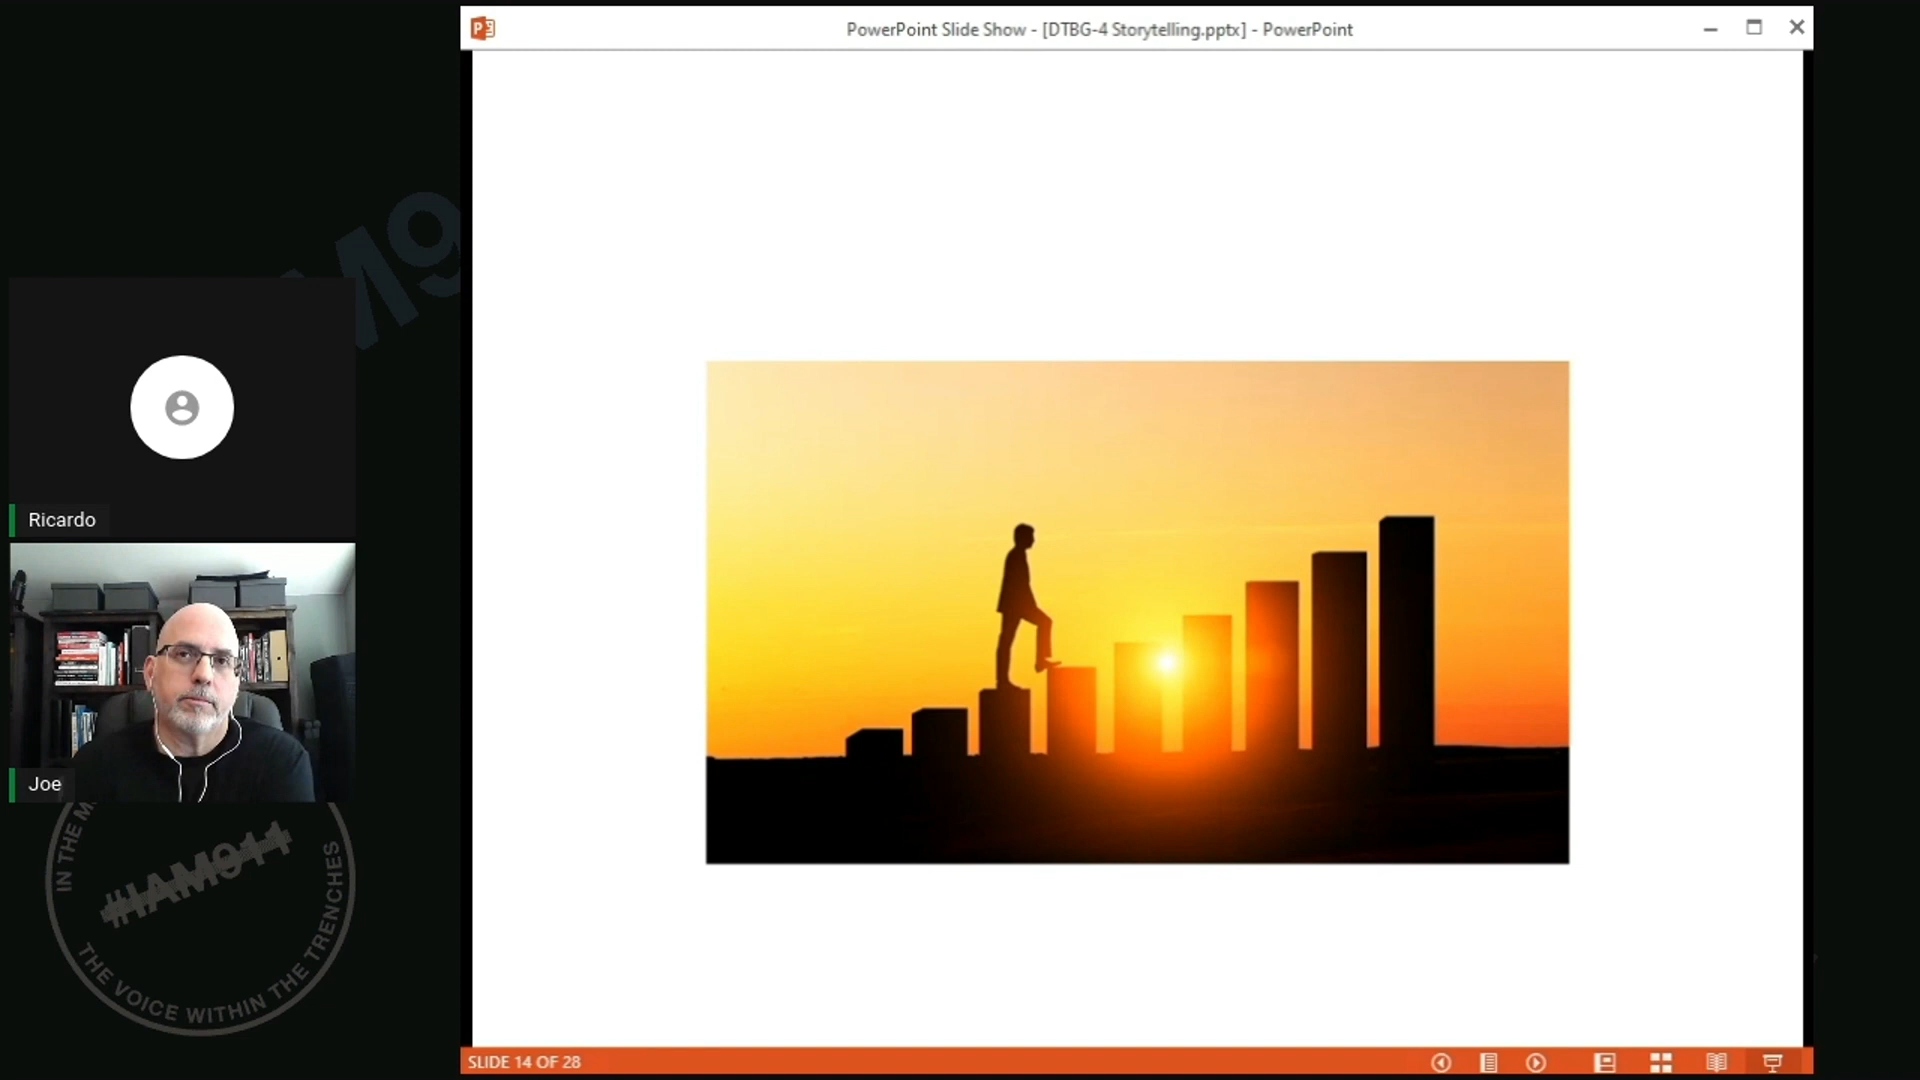 PowerPoint Slide Show - [DTBG-4 Storytelling.pptx] - PowerPoint
M9
Ricardo
Joe
IN THE M
#IAM911
THE VOICE WITHIN THE TRENCHES
SLIDE 14 OF 28